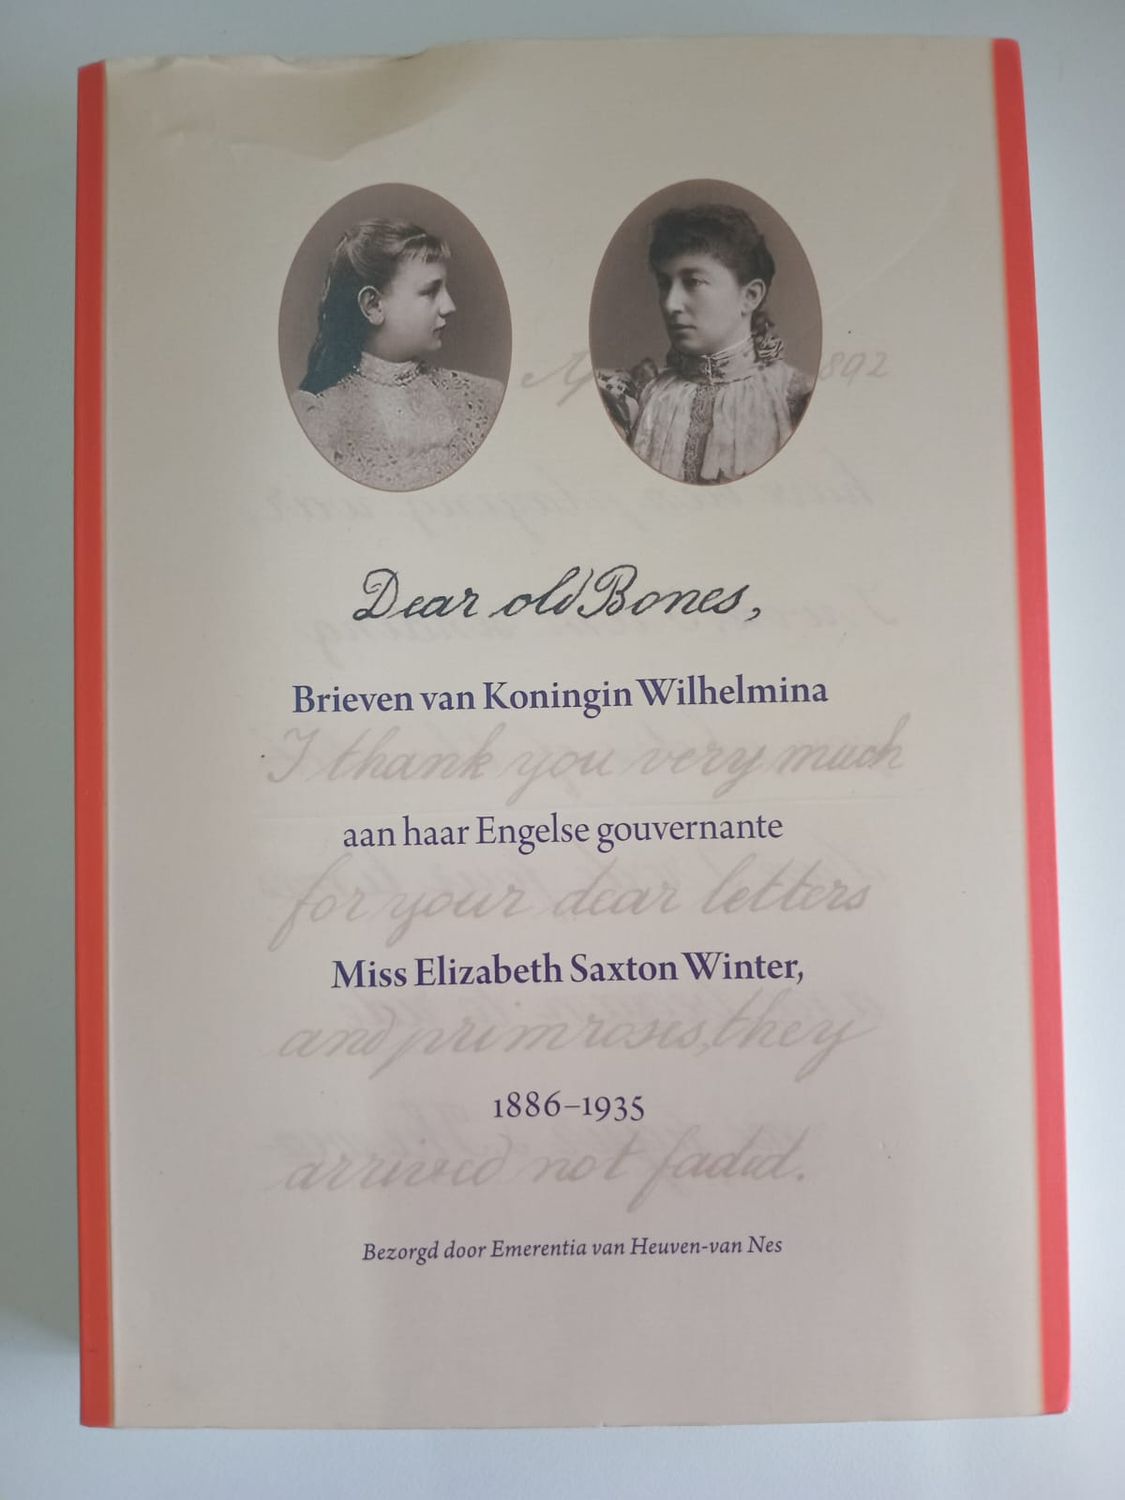 892
Dear old Bones,
Brieven van Koningin Wilhelmina
I thank you very much
aan haar Engelse gouvernante
for your dear letters
Miss Elizabeth Saxton Winter,
and primroses, they
1886–1935
arrived not faded.
Bezorgd door Emerentia van Heuven-van Nes